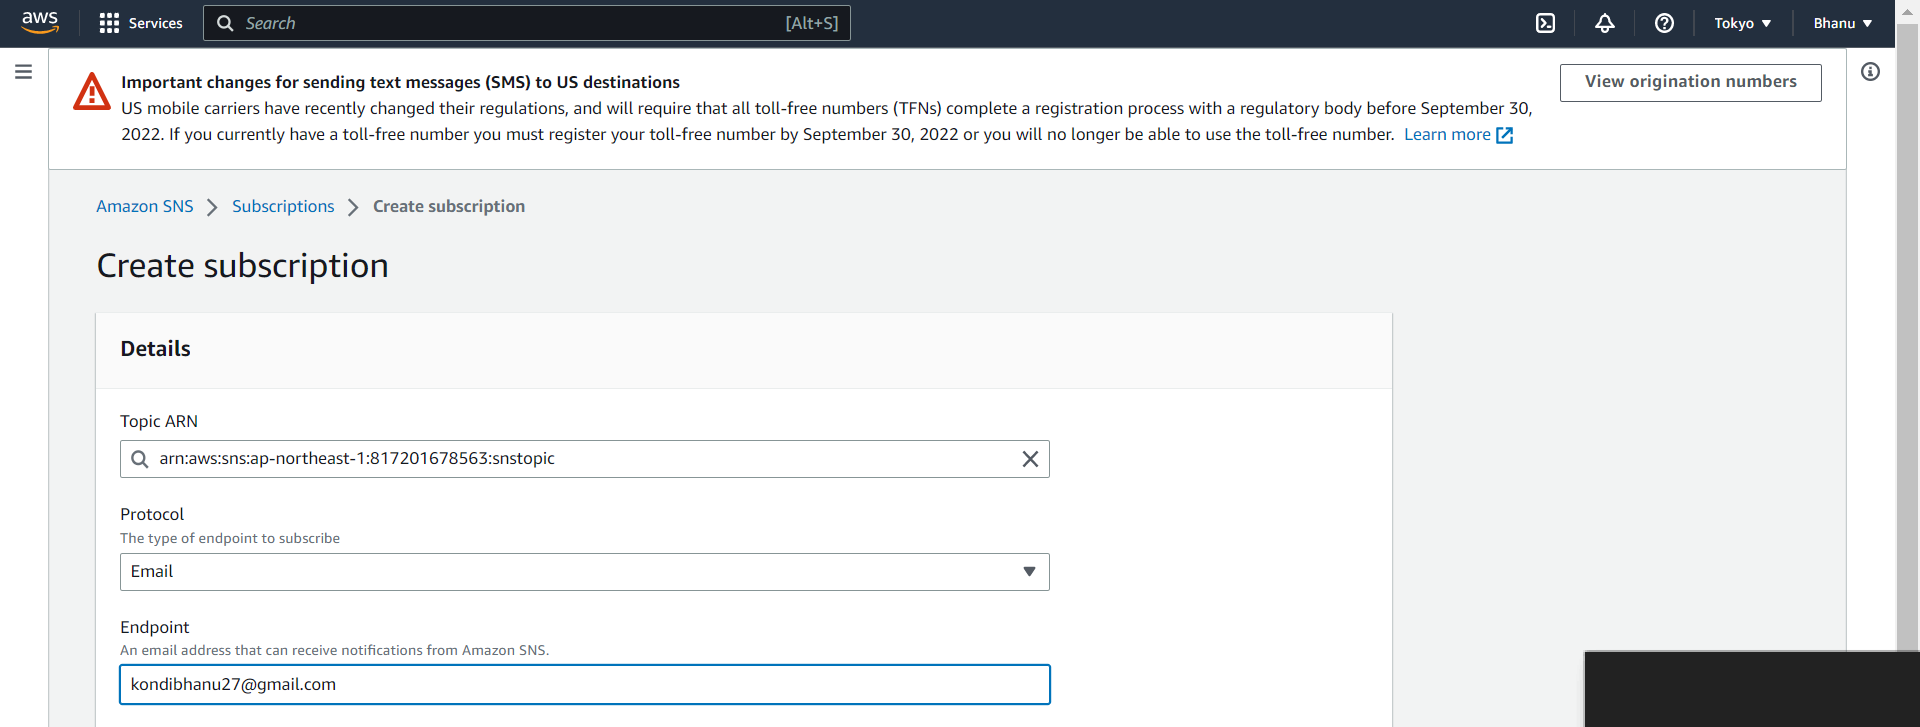 aws Services Search [Alt+S] Tokyo Bhanu
Important changes for sending text messages (SMS) to US destinations
View origination numbers
US mobile carriers have recently changed their regulations, and will require that all toll-free numbers (TFNs) complete a registration process with a regulatory body before September 30,
2022. If you currently have a toll-free number you must register your toll-free number by September 30, 2022 or you will no longer be able to use the toll-free number. Learn more
Amazon SNS Subscriptions Create subscription
Create subscription
Details
Topic ARN
arn:aws:sns:ap-northeast-1:817201678563:snstopic
Protocol
The type of endpoint to subscribe
Email
Endpoint
An email address that can receive notifications from Amazon SNS.
kondibhanu27@gmail.com